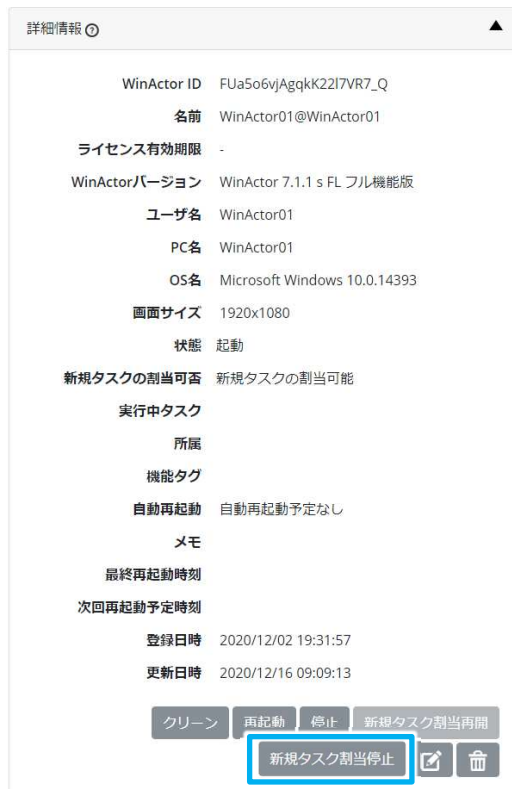 詳細情報 ?
WinActor ID FUa5o6vjAgqkK22l7VR7_Q
名前 WinActor01@WinActor01
ライセンス有効期限 -
WinActorバージョン WinActor 7.1.1 s FL フル機能版
ユーザ名 WinActor01
PC名 WinActor01
OS名 Microsoft Windows 10.0.14393
画面サイズ 1920x1080
状態 起動
新規タスクの割当可否 新規タスクの割当可能
実行中タスク
所属
機能タグ
自動再起動 自動再起動予定なし
メモ
最終再起動時刻
次回再起動予定時刻
登録日時 2020/12/02 19:31:57
更新日時 2020/12/16 09:09:13
クリーン 再起動 停止 新規タスク割当再開
新規タスク割当停止